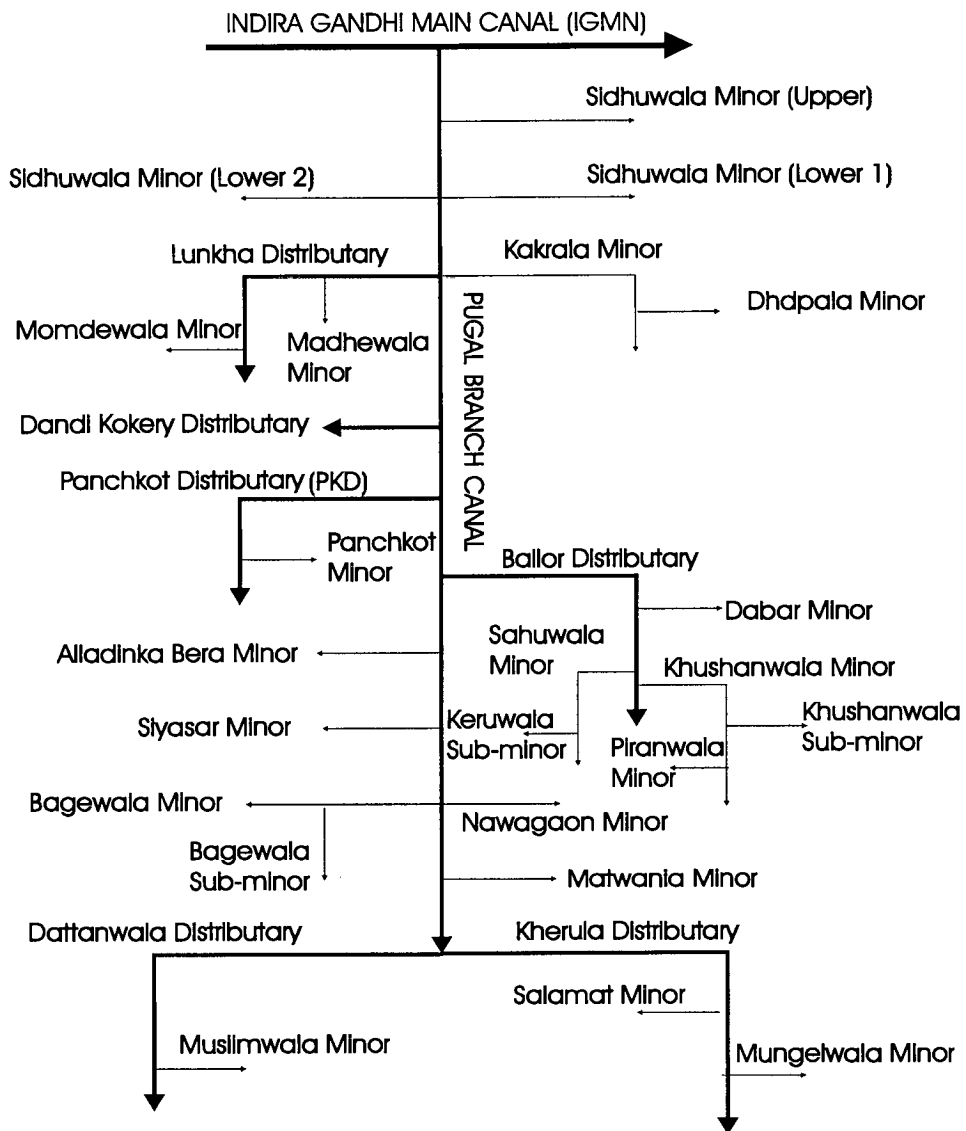 INDIRA GANDHI MAIN CANAL (IGMN)
Sidhuwala Minor (Upper)
Sidhuwala Minor (Lower 2)
Sidhuwala Minor (Lower 1)
Lunkha Distributary
Kakrala Minor
Dhdpala Minor
Momdewala Minor
Madhewala
Minor
PUGAL BRANCH CANAL
Dandi Kokery Distributary
Panchkot Distributary (PKD)
Panchkot
Minor
Bailor Distributary
Dabar Minor
Alladinka Bera Minor
Sahuwala
Minor
Khushanwala Minor
Siyasar Minor
Keruwala
Sub-minor
Khushanwala
Sub-minor
Piranwala
Minor
Bagewala Minor
Nawagaon Minor
Bagewala
Sub-minor
Matwania Minor
Dattanwala Distributary
Kherula Distributary
Salamat Minor
Muslimwala Minor
Mungelwala Minor